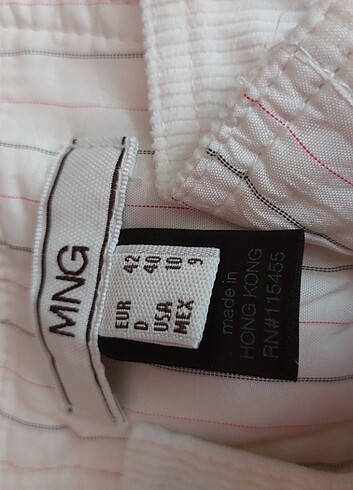 MNG
EUR 42
D 40
USA 10
MEX 9
made in
HONG KONG
RN#115455